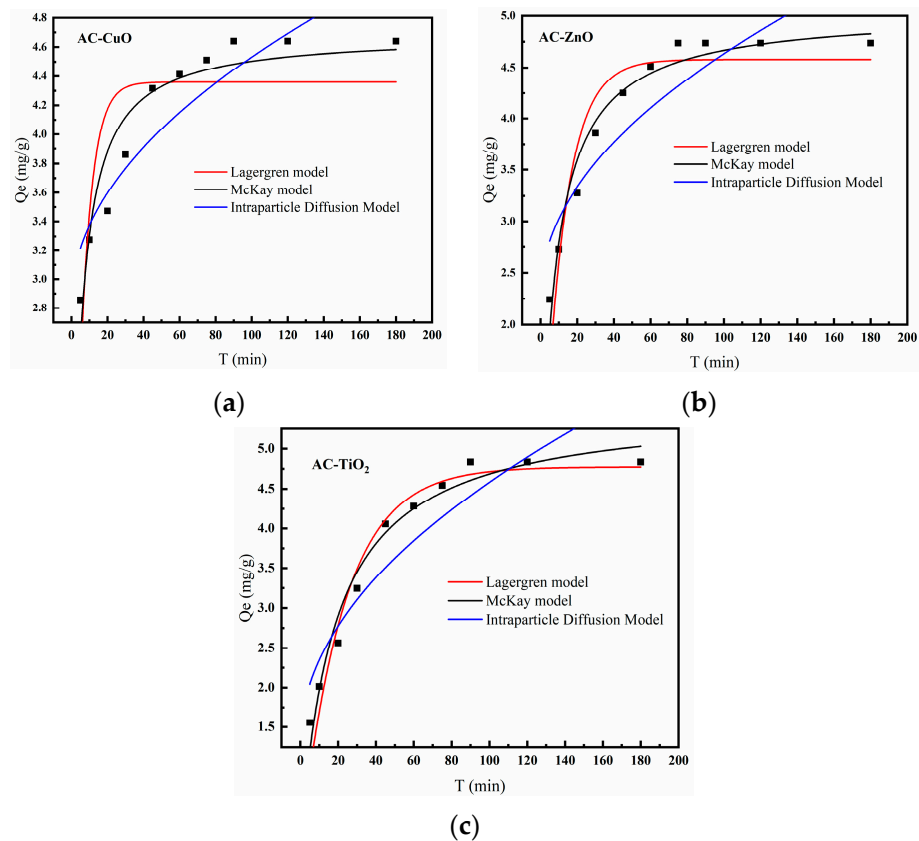 AC-CuO
4.8
4.6
4.4
4.2
4.0
3.8
3.6
3.4
3.2
3.0
2.8
Qe (mg/g)
Lagergren model
McKay model
Intraparticle Diffusion Model
0 20 40 60 80 100 120 140 160 180 200
T (min)
(a)
AC-ZnO
5.0
4.5
4.0
3.5
3.0
2.5
2.0
Qe (mg/g)
Lagergren model
McKay model
Intraparticle Diffusion Model
0 20 40 60 80 100 120 140 160 180 200
T (min)
(b)
AC-TiO₂
5.0
4.5
4.0
3.5
3.0
2.5
2.0
1.5
Qe (mg/g)
Lagergren model
McKay model
Intraparticle Diffusion Model
0 20 40 60 80 100 120 140 160 180 200
T (min)
(c)